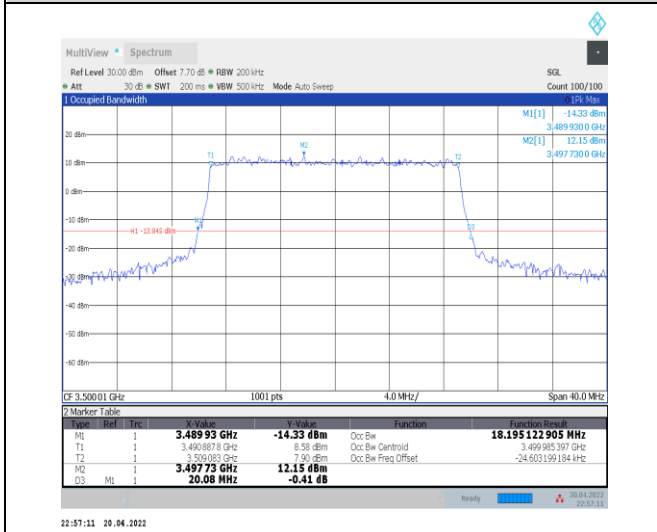 MultiView Spectrum
Ref Level 30.00 dBm Offset 7.70 dB RBW 200 kHz SGL
Att 30 dB SWT 200 ms VBW 500 kHz Mode Auto Sweep Count 100/100
1 Occupied Bandwidth 1Pk Max
M1[1] -14.33 dBm
3.489 930 0 GHz
M2[1] 12.15 dBm
3.497 730 0 GHz
20 dBm
M2
T1 T2
10 dBm
0 dBm
-10 dBm
M1
H1 -13.845 dBm
D3
-20 dBm
-30 dBm
-40 dBm
-50 dBm
-60 dBm
CF 3.500 01 GHz 1001 pts 4.0 MHz/ Span 40.0 MHz
2 Marker Table
Type Ref Trc X-Value Y-Value Function Function Result
M1 1 3.489 93 GHz -14.33 dBm Occ Bw 18.195 122 905 MHz
T1 1 3.490 887 8 GHz 8.58 dBm Occ Bw Centroid 3.499 985 397 GHz
T2 1 3.509 083 GHz 7.90 dBm Occ Bw Freq Offset -24.603 199 184 kHz
M2 1 3.497 73 GHz 12.15 dBm
D3 M1 1 20.08 MHz -0.41 dB
Ready 20.04.2022
22:57:11
22:57:11 20.04.2022